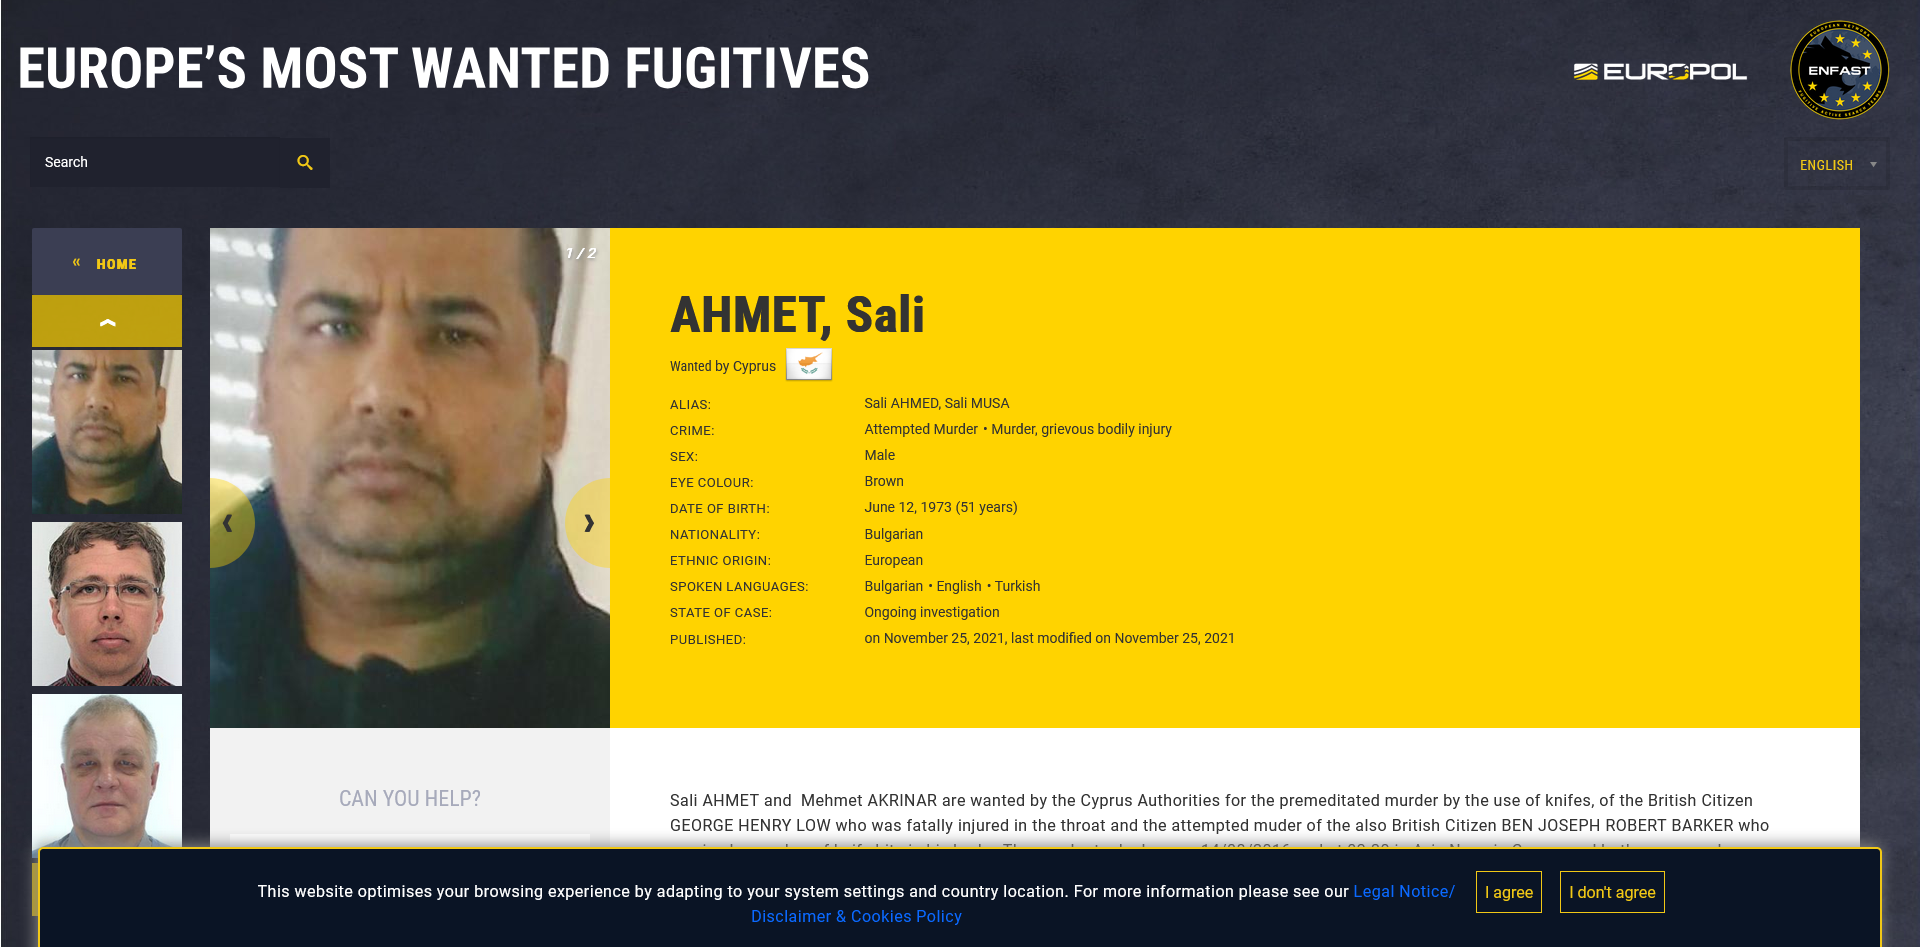 EUROPE’S MOST WANTED FUGITIVES
EUROPOL
ENFAST
Search
ENGLISH
« HOME
1 / 2
AHMET, Sali
Wanted by Cyprus
ALIAS: Sali AHMED, Sali MUSA
CRIME: Attempted Murder • Murder, grievous bodily injury
SEX: Male
EYE COLOUR: Brown
DATE OF BIRTH: June 12, 1973 (51 years)
NATIONALITY: Bulgarian
ETHNIC ORIGIN: European
SPOKEN LANGUAGES: Bulgarian • English • Turkish
STATE OF CASE: Ongoing investigation
PUBLISHED: on November 25, 2021, last modified on November 25, 2021
CAN YOU HELP?
Sali AHMET and  Mehmet AKRINAR are wanted by the Cyprus Authorities for the premeditated murder by the use of knifes, of the British Citizen
GEORGE HENRY LOW who was fatally injured in the throat and the attempted muder of the also British Citizen BEN JOSEPH ROBERT BARKER who
This website optimises your browsing experience by adapting to your system settings and country location. For more information please see our Legal Notice/
Disclaimer & Cookies Policy
I agree
I don't agree